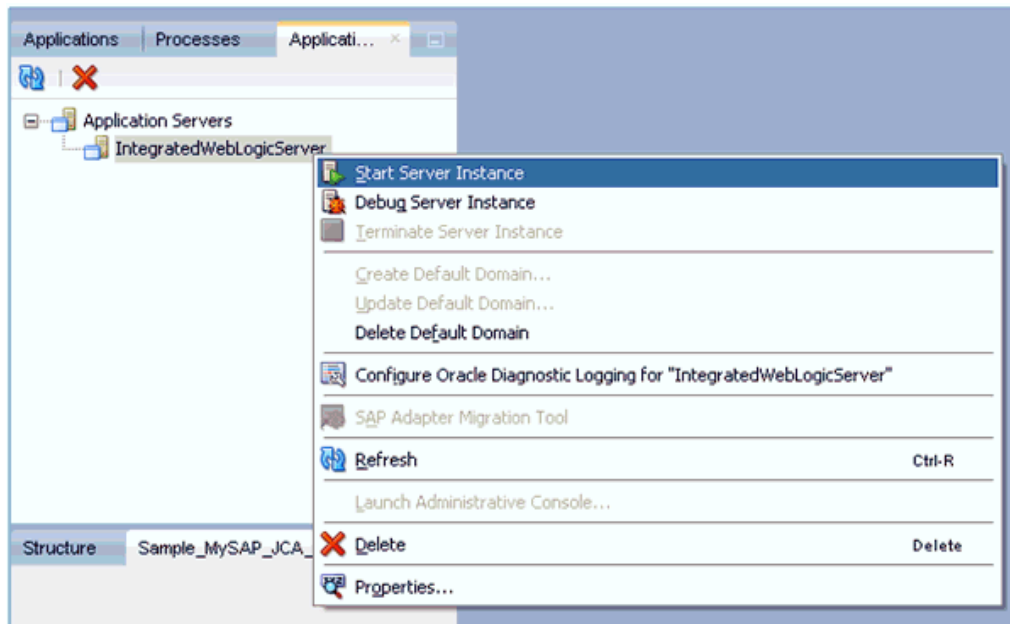 Applications Processes Applicati...
Application Servers
IntegratedWebLogicServer
Start Server Instance
Debug Server Instance
Terminate Server Instance
Create Default Domain...
Update Default Domain...
Delete Default Domain
Configure Oracle Diagnostic Logging for "IntegratedWebLogicServer"
SAP Adapter Migration Tool
Refresh Ctrl-R
Launch Administrative Console...
Structure Sample_MySAP_JCA_
Delete Delete
Properties...